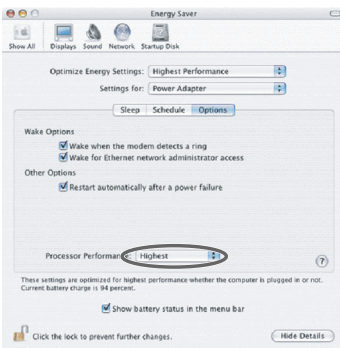 Energy Saver
Show All Displays Sound Network Startup Disk
Optimize Energy Settings: Highest Performance
Settings for: Power Adapter
Sleep Schedule Options
Wake Options
Wake when the modem detects a ring
Wake for Ethernet network administrator access
Other Options
Restart automatically after a power failure
Processor Performance: Highest
?
These settings are optimized for highest performance whether the computer is plugged in or not.
Current battery charge is 94 percent.
Show battery status in the menu bar
Click the lock to prevent further changes.
Hide Details